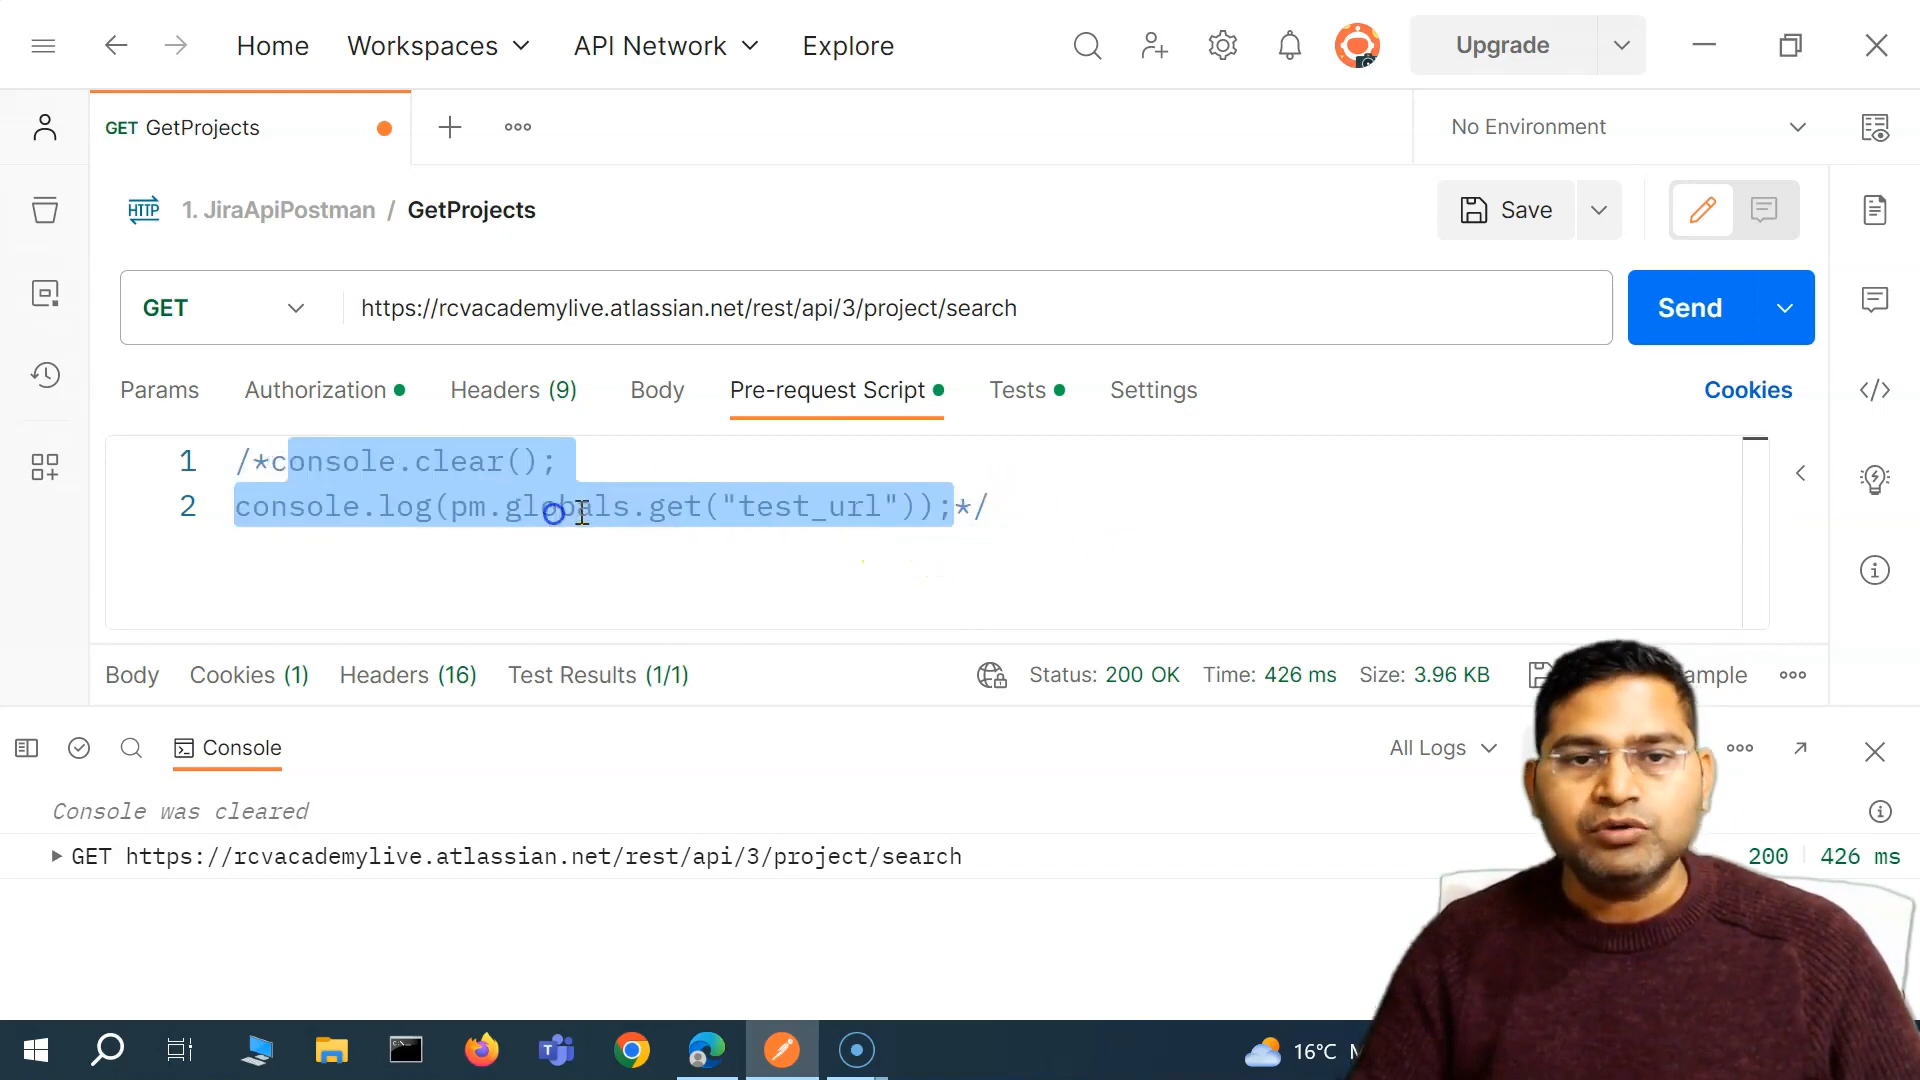 Home Workspaces API Network Explore Upgrade
GET GetProjects No Environment
HTTP 1. JiraApiPostman / GetProjects Save
GET https://rcvacademylive.atlassian.net/rest/api/3/project/search Send
Params Authorization Headers (9) Body Pre-request Script Tests Settings Cookies
1 /*console.clear();
2 console.log(pm.globals.get("test_url"));*/
Body Cookies (1) Headers (16) Test Results (1/1) Status: 200 OK Time: 426 ms Size: 3.96 KB
Console All Logs
Console was cleared
GET https://rcvacademylive.atlassian.net/rest/api/3/project/search 200 426 ms
16°C